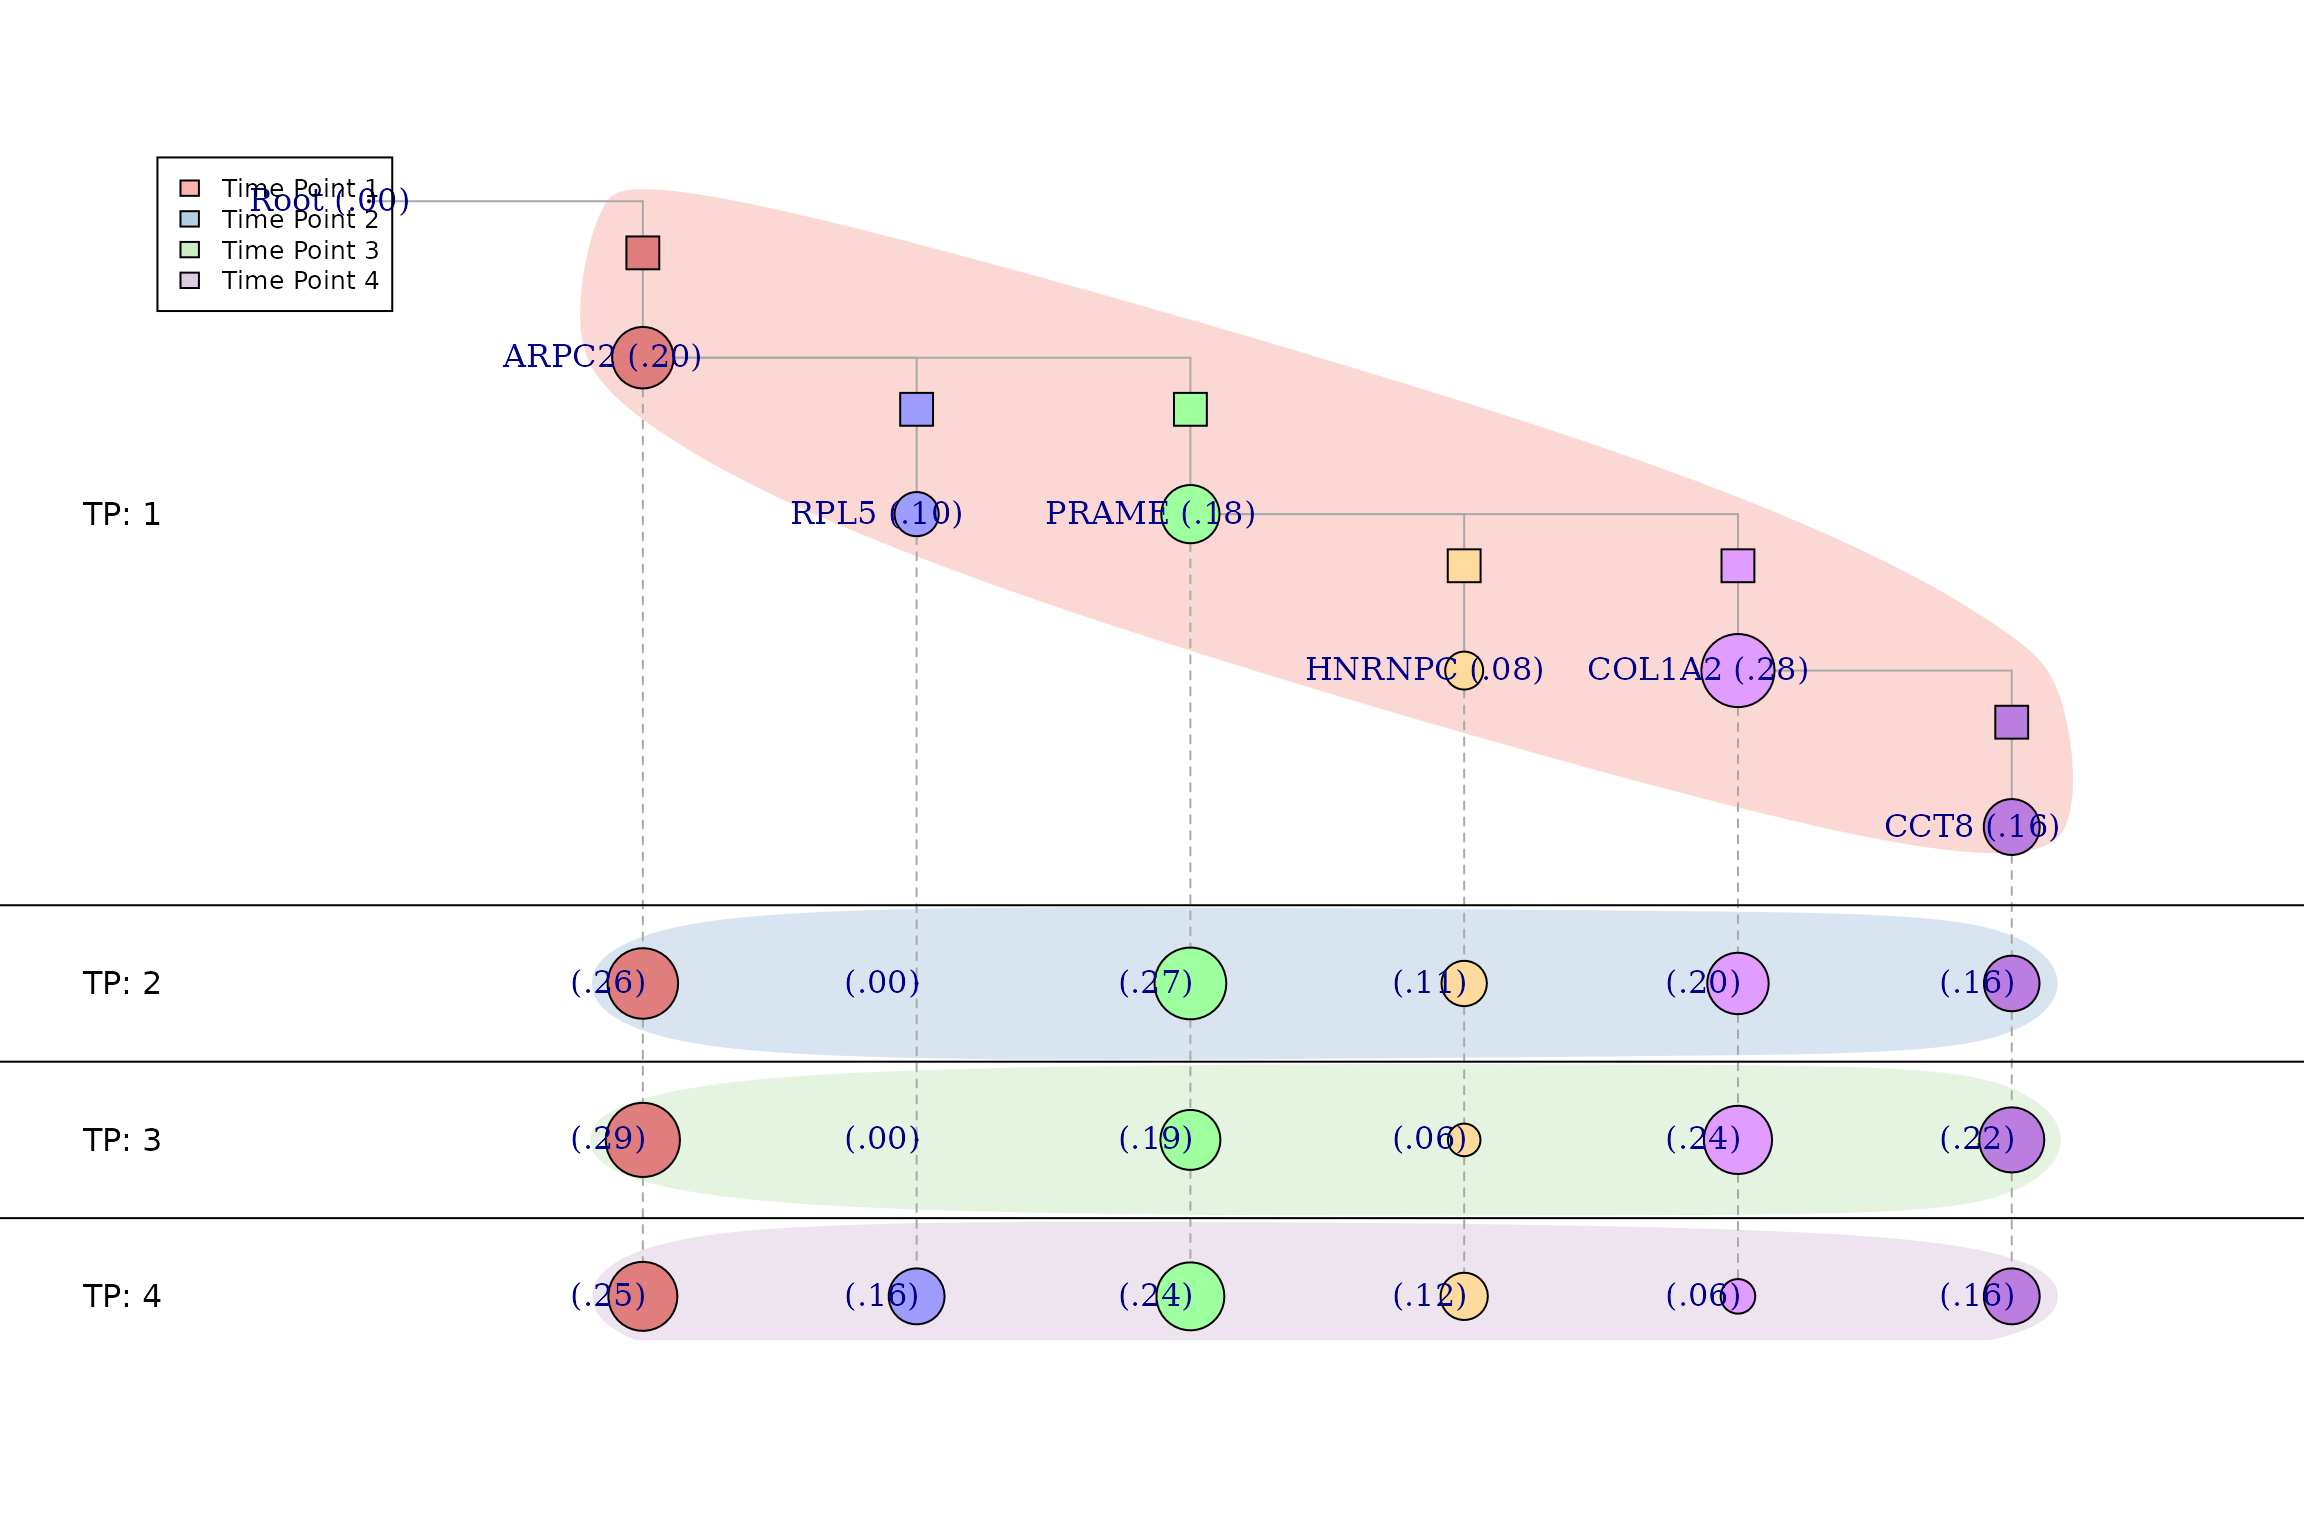 Time Point 1
Root (.00)
Time Point 2
Time Point 3
Time Point 4
ARPC2 (.20)
TP: 1
RPL5 (.10)
PRAME (.18)
HNRNPC (.08)
COL1A2 (.28)
CCT8 (.16)
TP: 2 (.26) (.00) (.27) (.11) (.20) (.16)
TP: 3 (.29) (.00) (.19) (.06) (.24) (.22)
TP: 4 (.25) (.16) (.24) (.12) (.06) (.16)